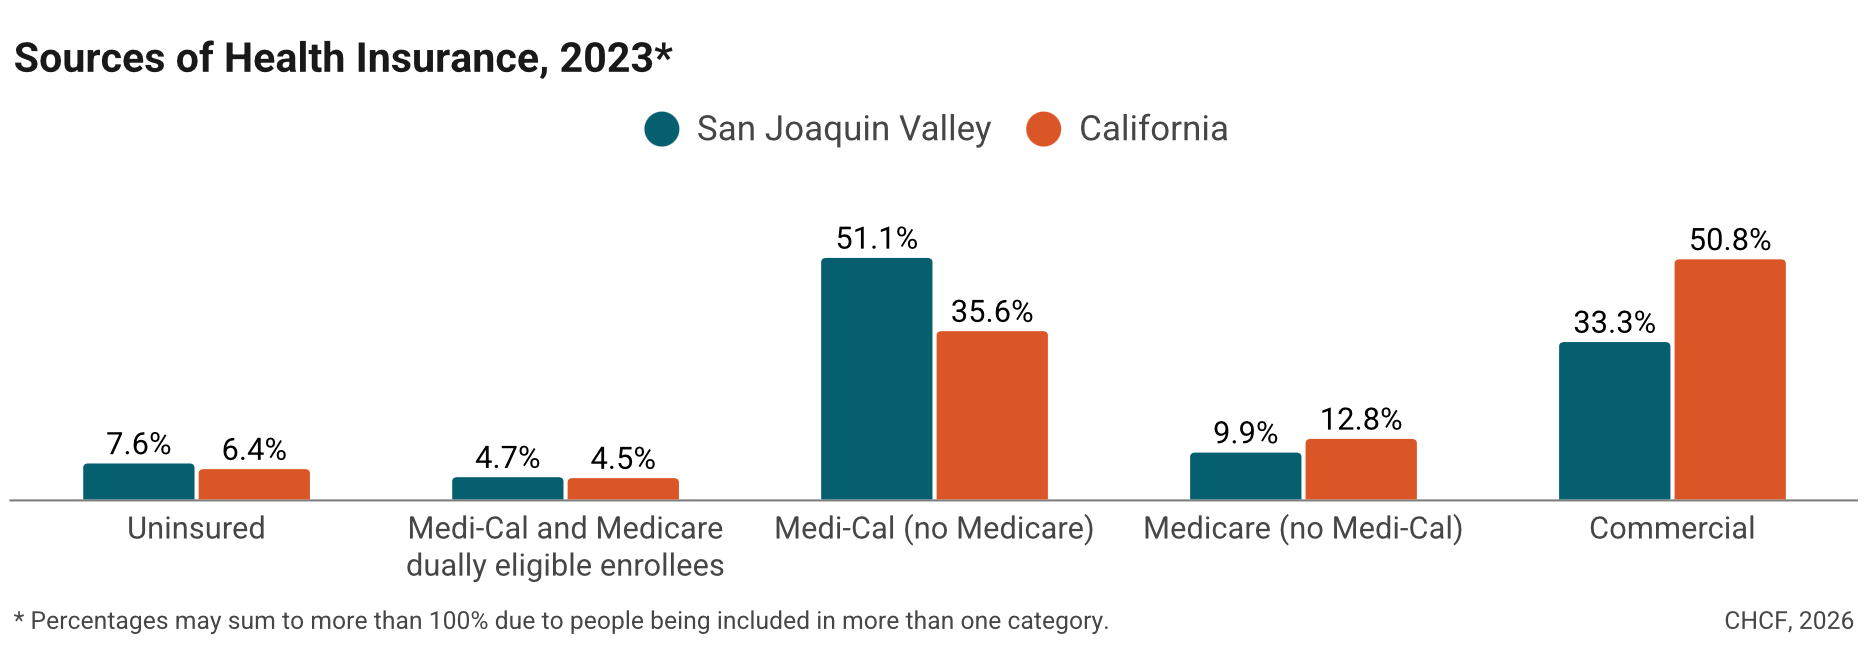 Sources of Health Insurance, 2023*
San Joaquin Valley
California
7.6%
6.4%
4.7%
4.5%
51.1%
35.6%
9.9%
12.8%
33.3%
50.8%
Uninsured
Medi-Cal and Medicare
dually eligible enrollees
Medi-Cal (no Medicare)
Medicare (no Medi-Cal)
Commercial
* Percentages may sum to more than 100% due to people being included in more than one category.
CHCF, 2026